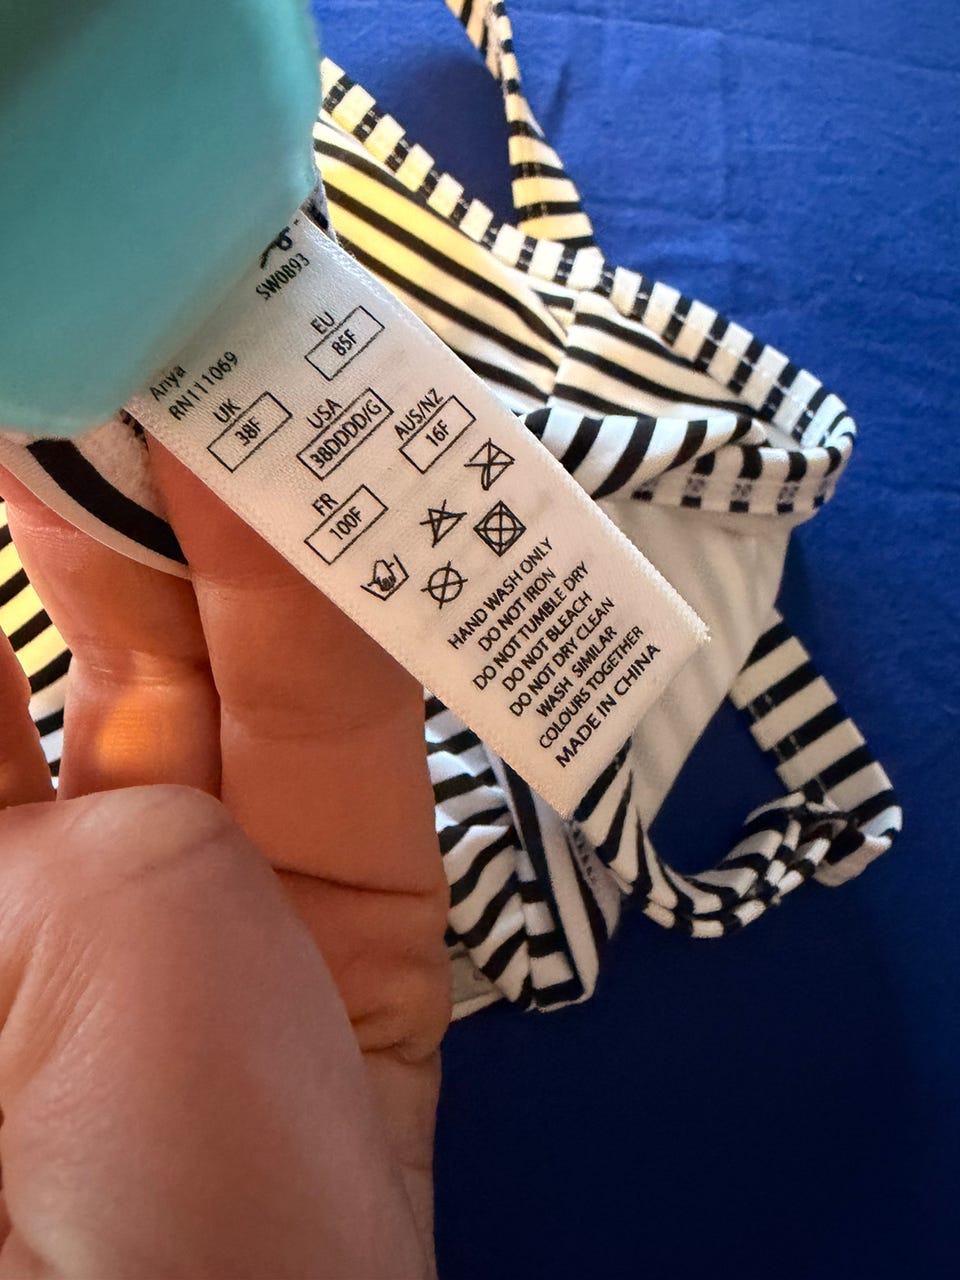 SW0893
Anya
RN111069
EU
85F
UK
38F
USA
38DDDD/G
AUS/NZ
16F
FR
100F
HAND WASH ONLY
DO NOT IRON
DO NOT TUMBLE DRY
DO NOT BLEACH
DO NOT DRY CLEAN
WASH SIMILAR
COLOURS TOGETHER
MADE IN CHINA